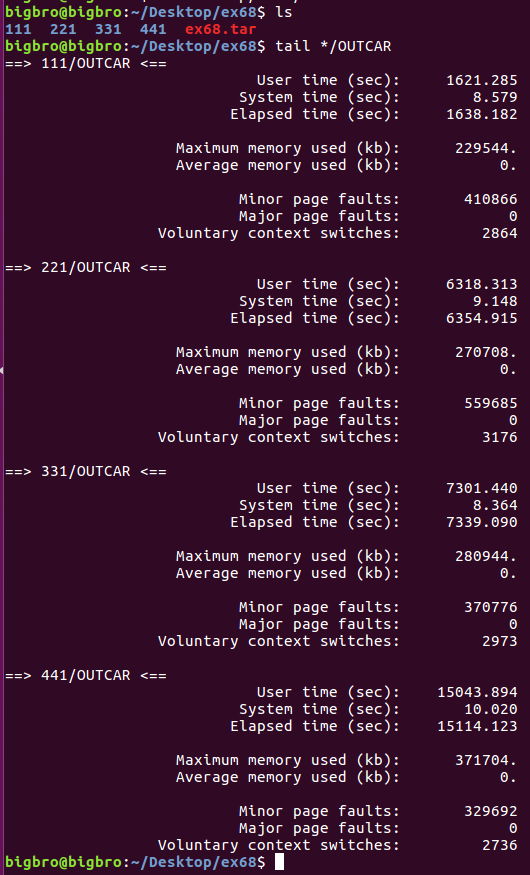 bigbro@bigbro:~/Desktop/ex68$ ls
111 221 331 441 ex68.tar
bigbro@bigbro:~/Desktop/ex68$ tail */OUTCAR
==> 111/OUTCAR <==
User time (sec): 1621.285
System time (sec): 8.579
Elapsed time (sec): 1638.182
Maximum memory used (kb): 229544.
Average memory used (kb): 0.
Minor page faults: 410866
Major page faults: 0
Voluntary context switches: 2864
==> 221/OUTCAR <==
User time (sec): 6318.313
System time (sec): 9.148
Elapsed time (sec): 6354.915
Maximum memory used (kb): 270708.
Average memory used (kb): 0.
Minor page faults: 559685
Major page faults: 0
Voluntary context switches: 3176
==> 331/OUTCAR <==
User time (sec): 7301.440
System time (sec): 8.364
Elapsed time (sec): 7339.090
Maximum memory used (kb): 280944.
Average memory used (kb): 0.
Minor page faults: 370776
Major page faults: 0
Voluntary context switches: 2973
==> 441/OUTCAR <==
User time (sec): 15043.894
System time (sec): 10.020
Elapsed time (sec): 15114.123
Maximum memory used (kb): 371704.
Average memory used (kb): 0.
Minor page faults: 329692
Major page faults: 0
Voluntary context switches: 2736
bigbro@bigbro:~/Desktop/ex68$